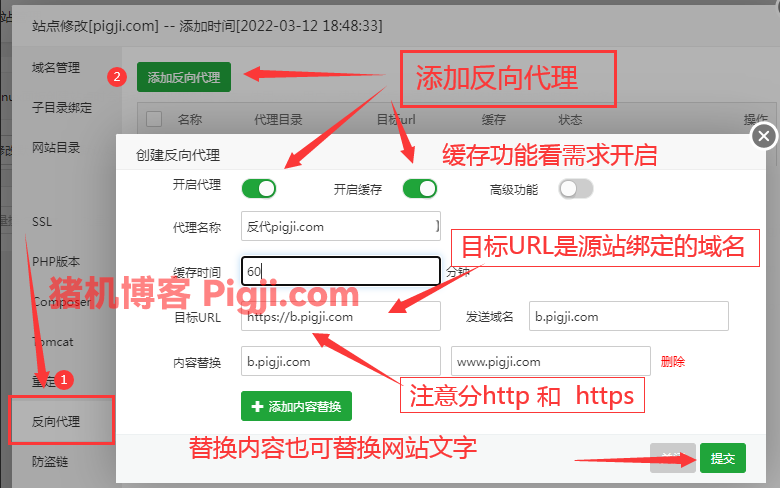 站点修改[pigji.com] -- 添加时间[2022-03-12 18:48:33]
域名管理
子目录绑定
网站目录
SSL
PHP版本
Composer
Tomcat
反向代理
防盗链
2
添加反向代理
添加反向代理
名称 代理目录 目标url 缓存 状态 操作
创建反向代理
缓存功能看需求开启
开启代理 开启缓存 高级功能
代理名称 反代pigji.com
目标URL是源站绑定的域名
缓存时间 60 分钟
猪机博客 Pigji.com
目标URL https://b.pigji.com 发送域名 b.pigji.com
内容替换 b.pigji.com www.pigji.com 删除
1
注意分http 和 https
添加内容替换
替换内容也可替换网站文字
提交